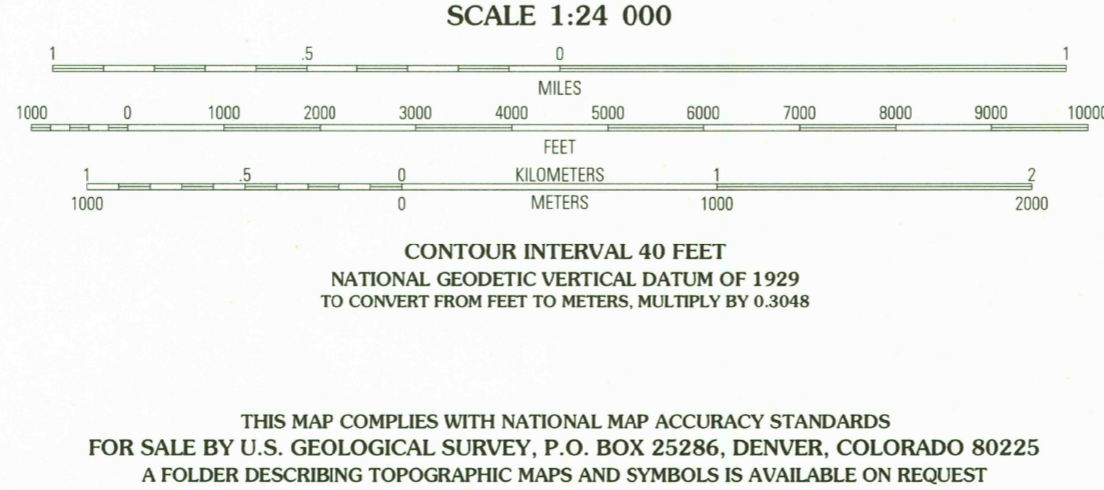 SCALE 1:24 000
1 .5 0 1
MILES
1000 0 1000 2000 3000 4000 5000 6000 7000 8000 9000 10000
FEET
1 .5 0 KILOMETERS 1 2
1000 0 METERS 1000 2000
CONTOUR INTERVAL 40 FEET
NATIONAL GEODETIC VERTICAL DATUM OF 1929
TO CONVERT FROM FEET TO METERS, MULTIPLY BY 0.3048
THIS MAP COMPLIES WITH NATIONAL MAP ACCURACY STANDARDS
FOR SALE BY U.S. GEOLOGICAL SURVEY, P.O. BOX 25286, DENVER, COLORADO 80225
A FOLDER DESCRIBING TOPOGRAPHIC MAPS AND SYMBOLS IS AVAILABLE ON REQUEST